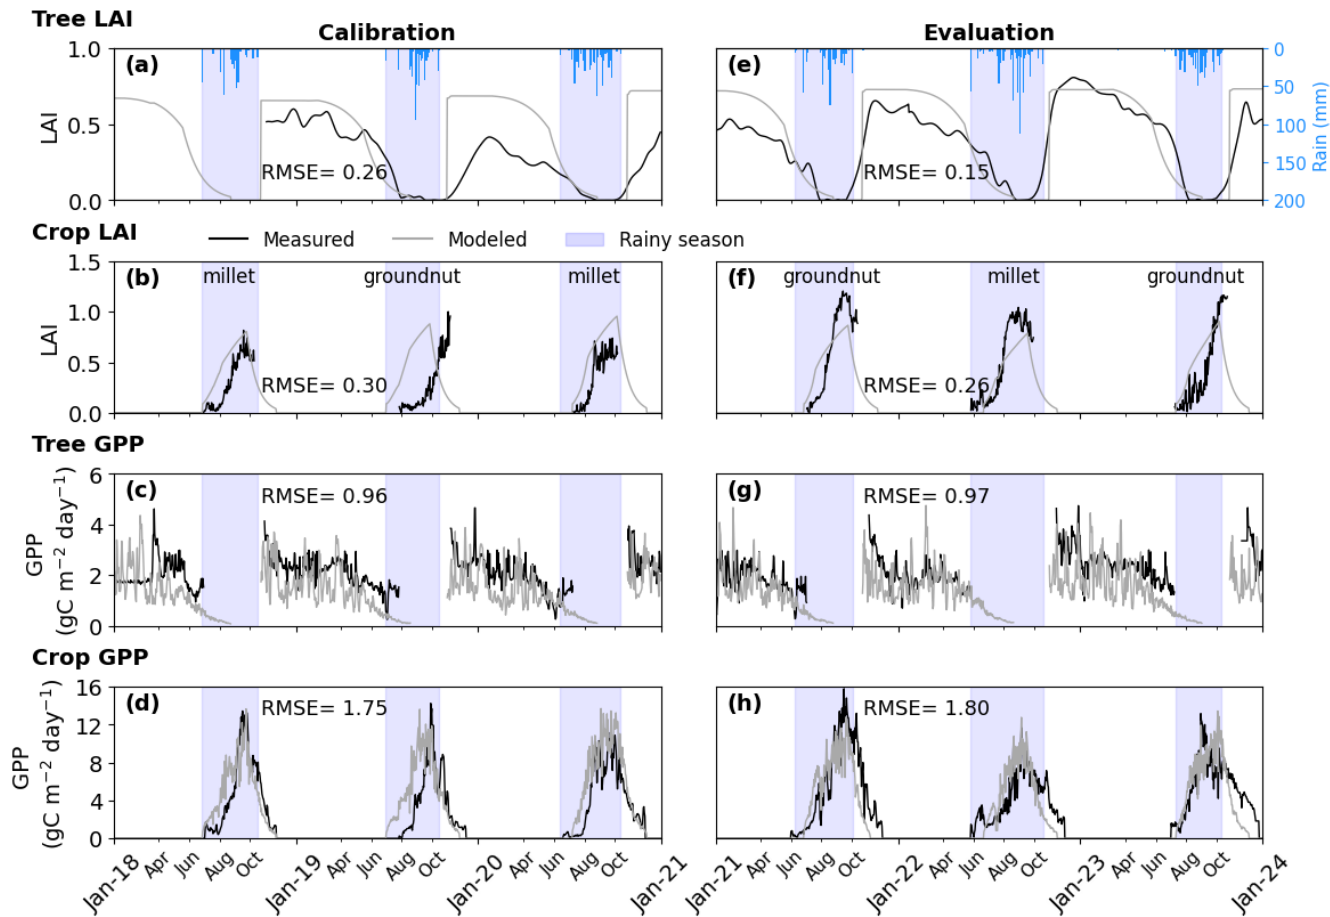 Tree LAI
Calibration
Evaluation
(a)
(e)
1.0
0.5
0.0
LAI
RMSE= 0.26
RMSE= 0.15
0
50
100
150
200
Rain (mm)
Crop LAI
Measured
Modeled
Rainy season
1.5
1.0
0.5
0.0
LAI
(b)
millet
groundnut
millet
RMSE= 0.30
(f)
groundnut
millet
groundnut
RMSE= 0.26
Tree GPP
6
4
2
0
GPP
(gC m⁻² day⁻¹)
(c)
RMSE= 0.96
(g)
RMSE= 0.97
Crop GPP
16
12
8
4
0
GPP
(gC m⁻² day⁻¹)
(d)
RMSE= 1.75
(h)
RMSE= 1.80
Jan-18
Apr
Jun
Aug
Oct
Jan-19
Apr
Jun
Aug
Oct
Jan-20
Apr
Jun
Aug
Oct
Jan-21
Jan-21
Apr
Jun
Aug
Oct
Jan-22
Apr
Jun
Aug
Oct
Jan-23
Apr
Jun
Aug
Oct
Jan-24